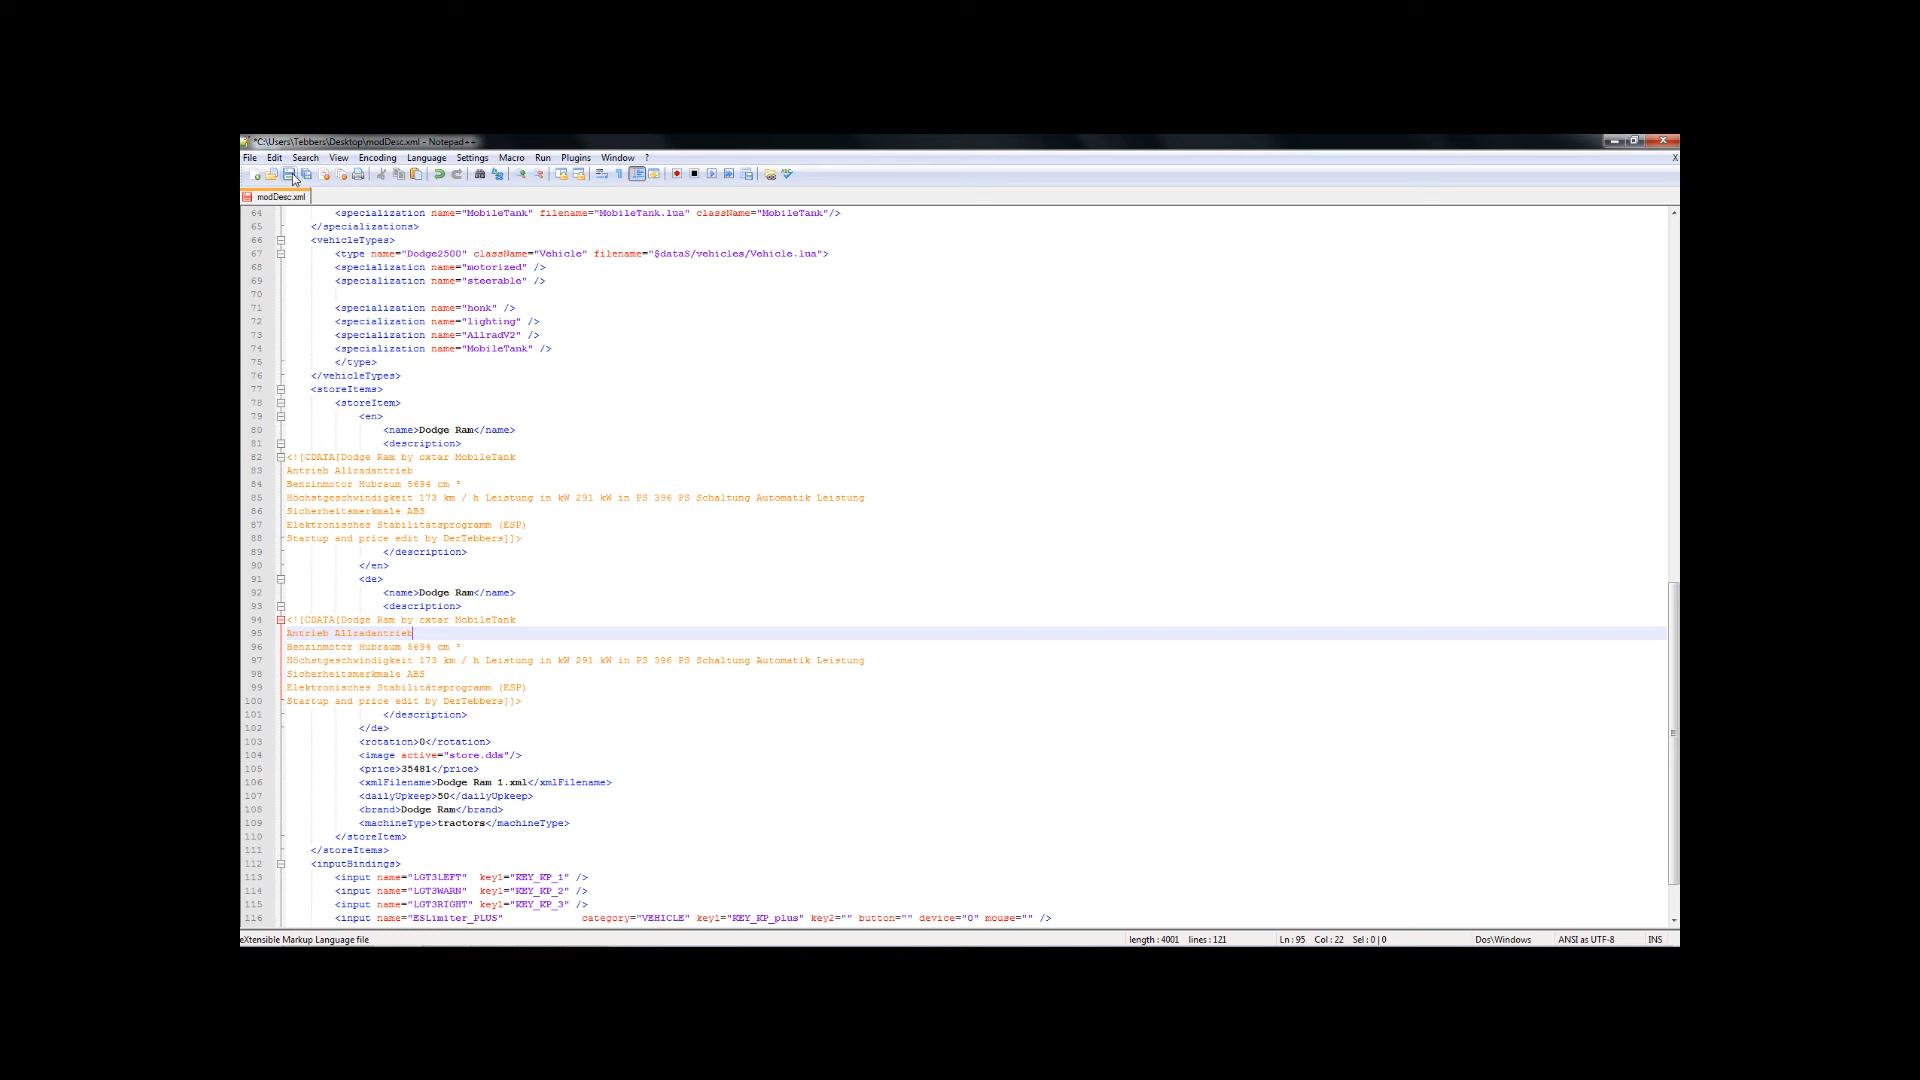 *C:\Users\Tebbers\Desktop\modDesc.xml - Notepad++
File Edit Search View Encoding Language Settings Macro Run Plugins Window ? X
modDesc.xml
64 <specialization name="MobileTank" filename="MobileTank.lua" className="MobileTank"/>
65 </specializations>
66 <vehicleTypes>
67 <type name="Dodge2500" className="Vehicle" filename="$dataS/vehicles/Vehicle.lua">
68 <specialization name="motorized" />
69 <specialization name="steerable" />
70
71 <specialization name="honk" />
72 <specialization name="lighting" />
73 <specialization name="AllradV2" />
74 <specialization name="MobileTank" />
75 </type>
76 </vehicleTypes>
77 <storeItems>
78 <storeItem>
79 <en>
80 <name>Dodge Ram</name>
81 <description>
82 <![CDATA[Dodge Ram by oxtar MobileTank
83 Antrieb Allradantrieb
84 Benzinmotor Hubraum 5694 cm ³
85 Höchstgeschwindigkeit 173 km / h Leistung in kW 291 kW in PS 396 PS Schaltung Automatik Leistung
86 Sicherheitsmerkmale ABS
87 Elektronisches Stabilitätsprogramm (ESP)
88 Startup and price edit by DerTebbers]]>
89 </description>
90 </en>
91 <de>
92 <name>Dodge Ram</name>
93 <description>
94 <![CDATA[Dodge Ram by oxtar MobileTank
95 Antrieb Allradantrieb
96 Benzinmotor Hubraum 5694 cm ³
97 Höchstgeschwindigkeit 173 km / h Leistung in kW 291 kW in PS 396 PS Schaltung Automatik Leistung
98 Sicherheitsmerkmale ABS
99 Elektronisches Stabilitätsprogramm (ESP)
100 Startup and price edit by DerTebbers]]>
101 </description>
102 </de>
103 <rotation>0</rotation>
104 <image active="store.dds"/>
105 <price>35481</price>
106 <xmlFilename>Dodge Ram 1.xml</xmlFilename>
107 <dailyUpkeep>50</dailyUpkeep>
108 <brand>Dodge Ram</brand>
109 <machineType>tractors</machineType>
110 </storeItem>
111 </storeItems>
112 <inputBindings>
113 <input name="LGT3LEFT" key1="KEY_KP_1" />
114 <input name="LGT3WARN" key1="KEY_KP_2" />
115 <input name="LGT3RIGHT" key1="KEY_KP_3" />
116 <input name="ESLimiter_PLUS" category="VEHICLE" key1="KEY_KP_plus" key2="" button="" device="0" mouse="" />
eXtensible Markup Language file length : 4001 lines : 121 Ln : 95 Col : 22 Sel : 0 | 0 Dos\Windows ANSI as UTF-8 INS